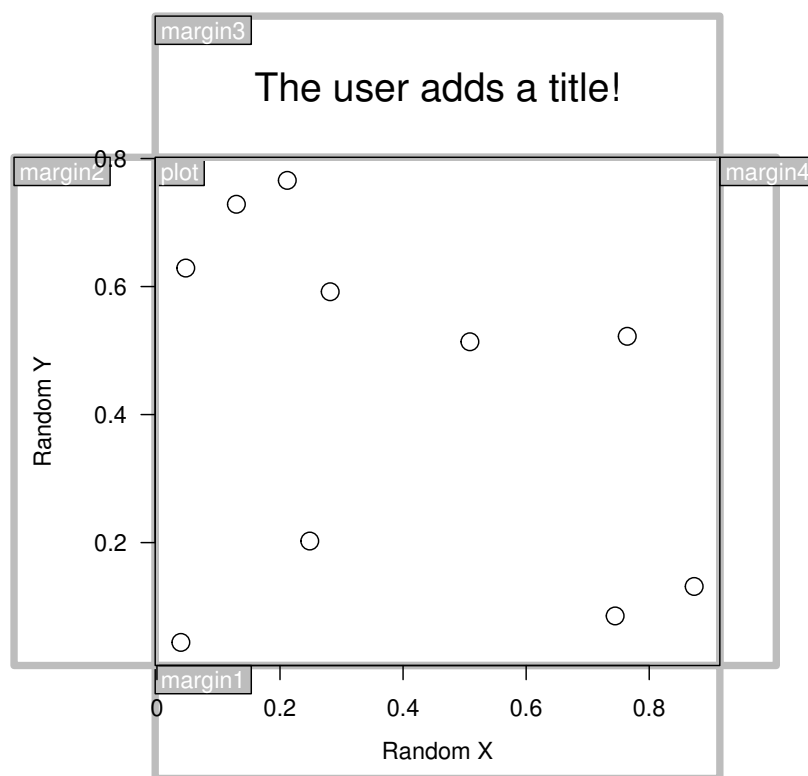 margin3
The user adds a title!
margin2
0.8
plot
margin4
0.6
Random Y
0.4
0.2
margin1
0 0.2 0.4 0.6 0.8
Random X